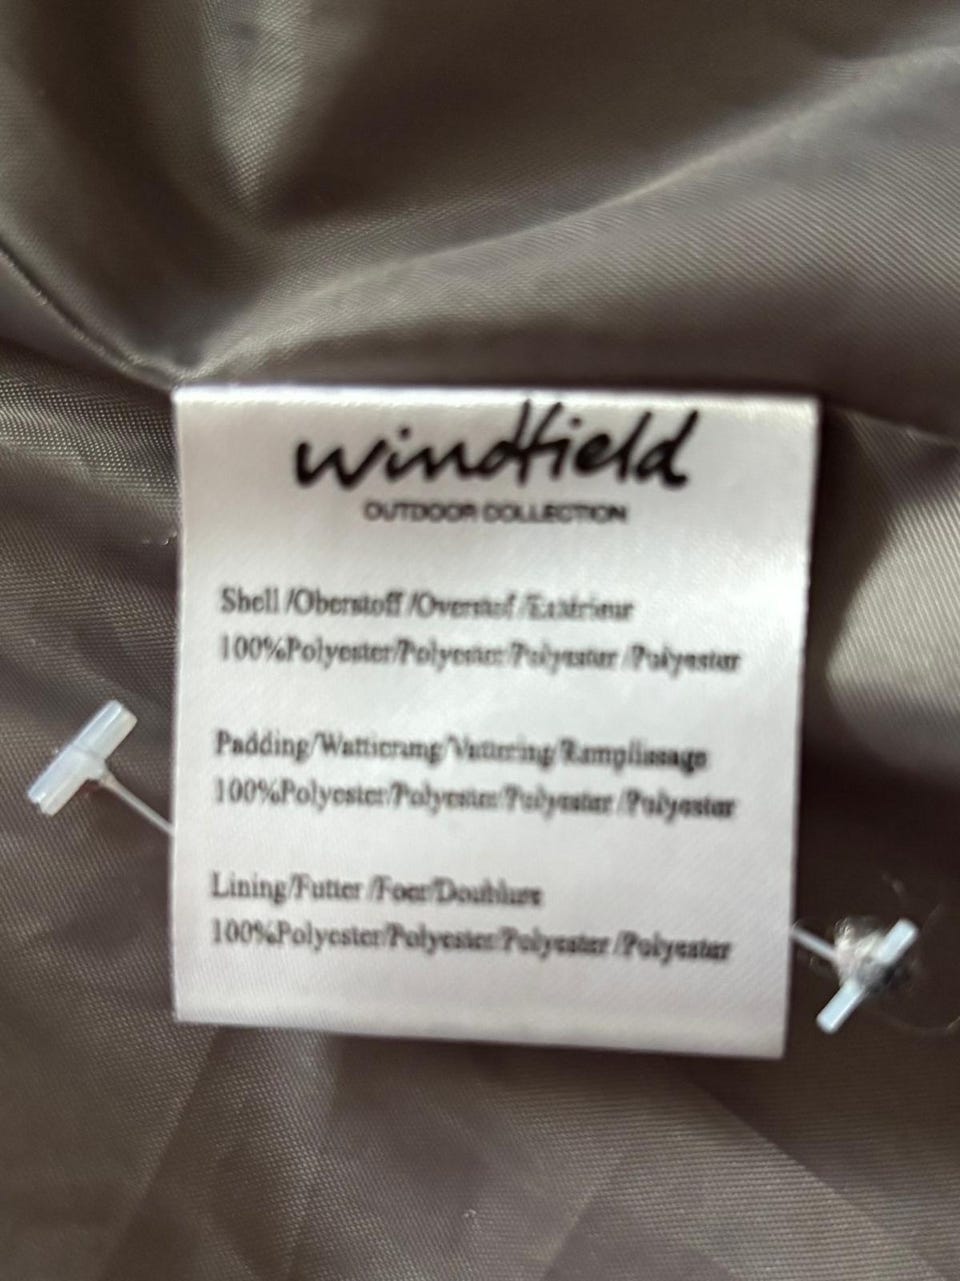 windfield
OUTDOOR COLLECTION
Shell /Oberstoff /Overstof /Extérieur
100%Polyester/Polyester/Polyester /Polyester
Padding/Wattierung/Vattering/Ramplissage
100%Polyester/Polyester/Polyester /Polyester
Lining/Futter /Foer/Doublure
100%Polyester/Polyester/Polyester /Polyester